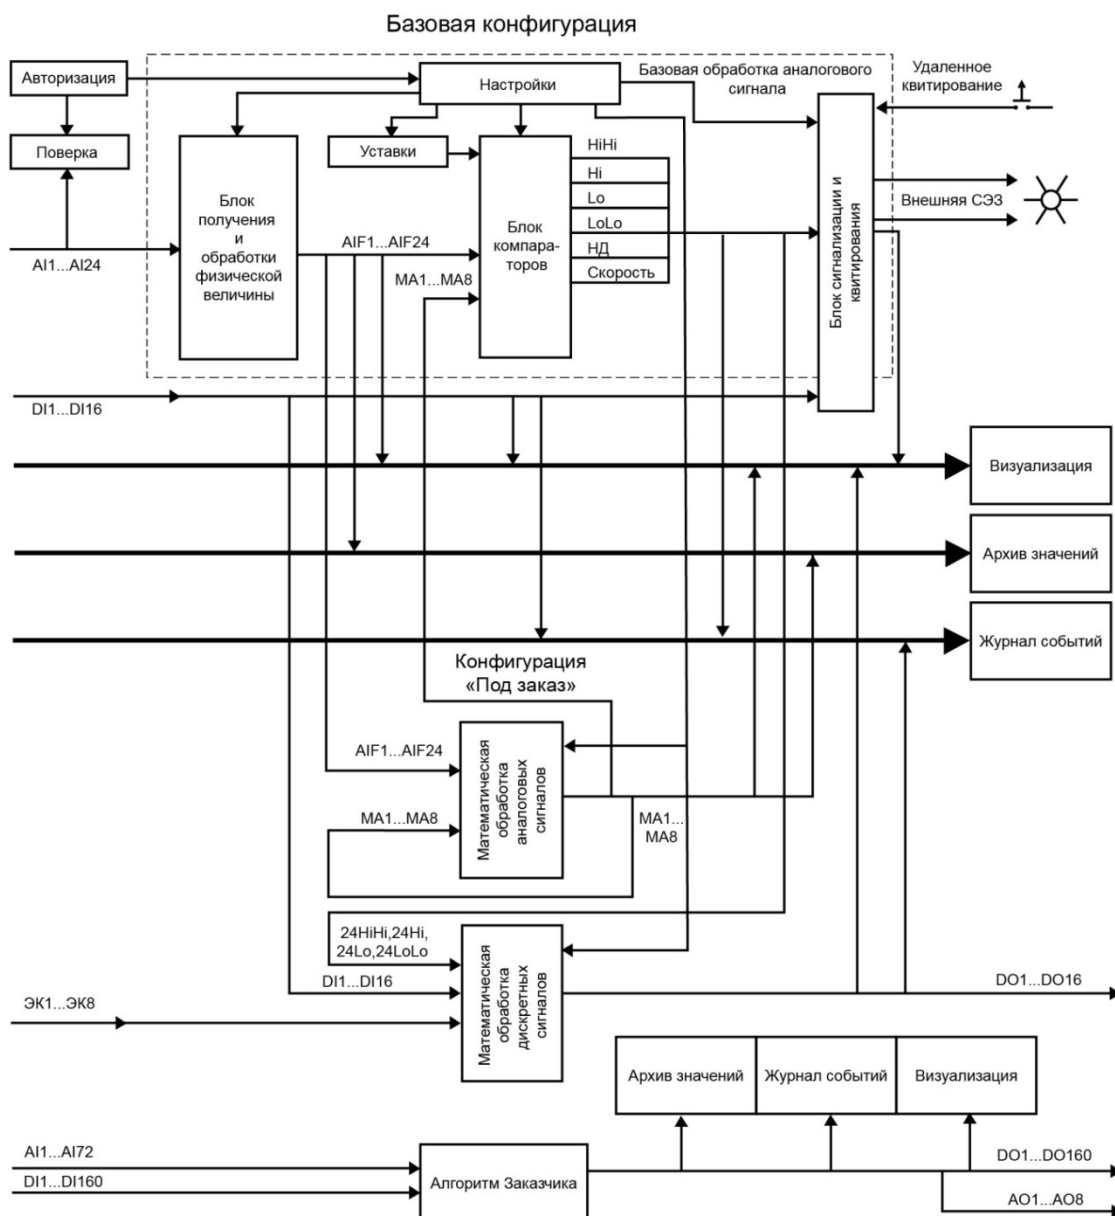 Базовая конфигурация
Авторизация
Настройки
Базовая обработка аналогового
сигнала
Удаленное
квитирование
Поверка
Уставки
HiHi
Hi
Lo
LoLo
НД
Скорость
Блок
получения
и
обработки
физической
величины
Блок
компара-
торов
Блок сигнализации и
квитирования
Внешняя СЭЗ
AI1...AI24
AIF1...AIF24
MA1...MA8
DI1...DI16
Визуализация
Архив значений
Журнал событий
Конфигурация
«Под заказ»
AIF1...AIF24
MA1...MA8
Математическая
обработка
аналоговых
сигналов
MA1...
MA8
24HiHi,24Hi,
24Lo,24LoLo
DI1...DI16
ЭК1...ЭК8
Математическая
обработка
дискретных
сигналов
DO1...DO16
Архив значений
Журнал событий
Визуализация
AI1...AI72
DI1...DI160
Алгоритм Заказчика
DO1...DO160
AO1...AO8